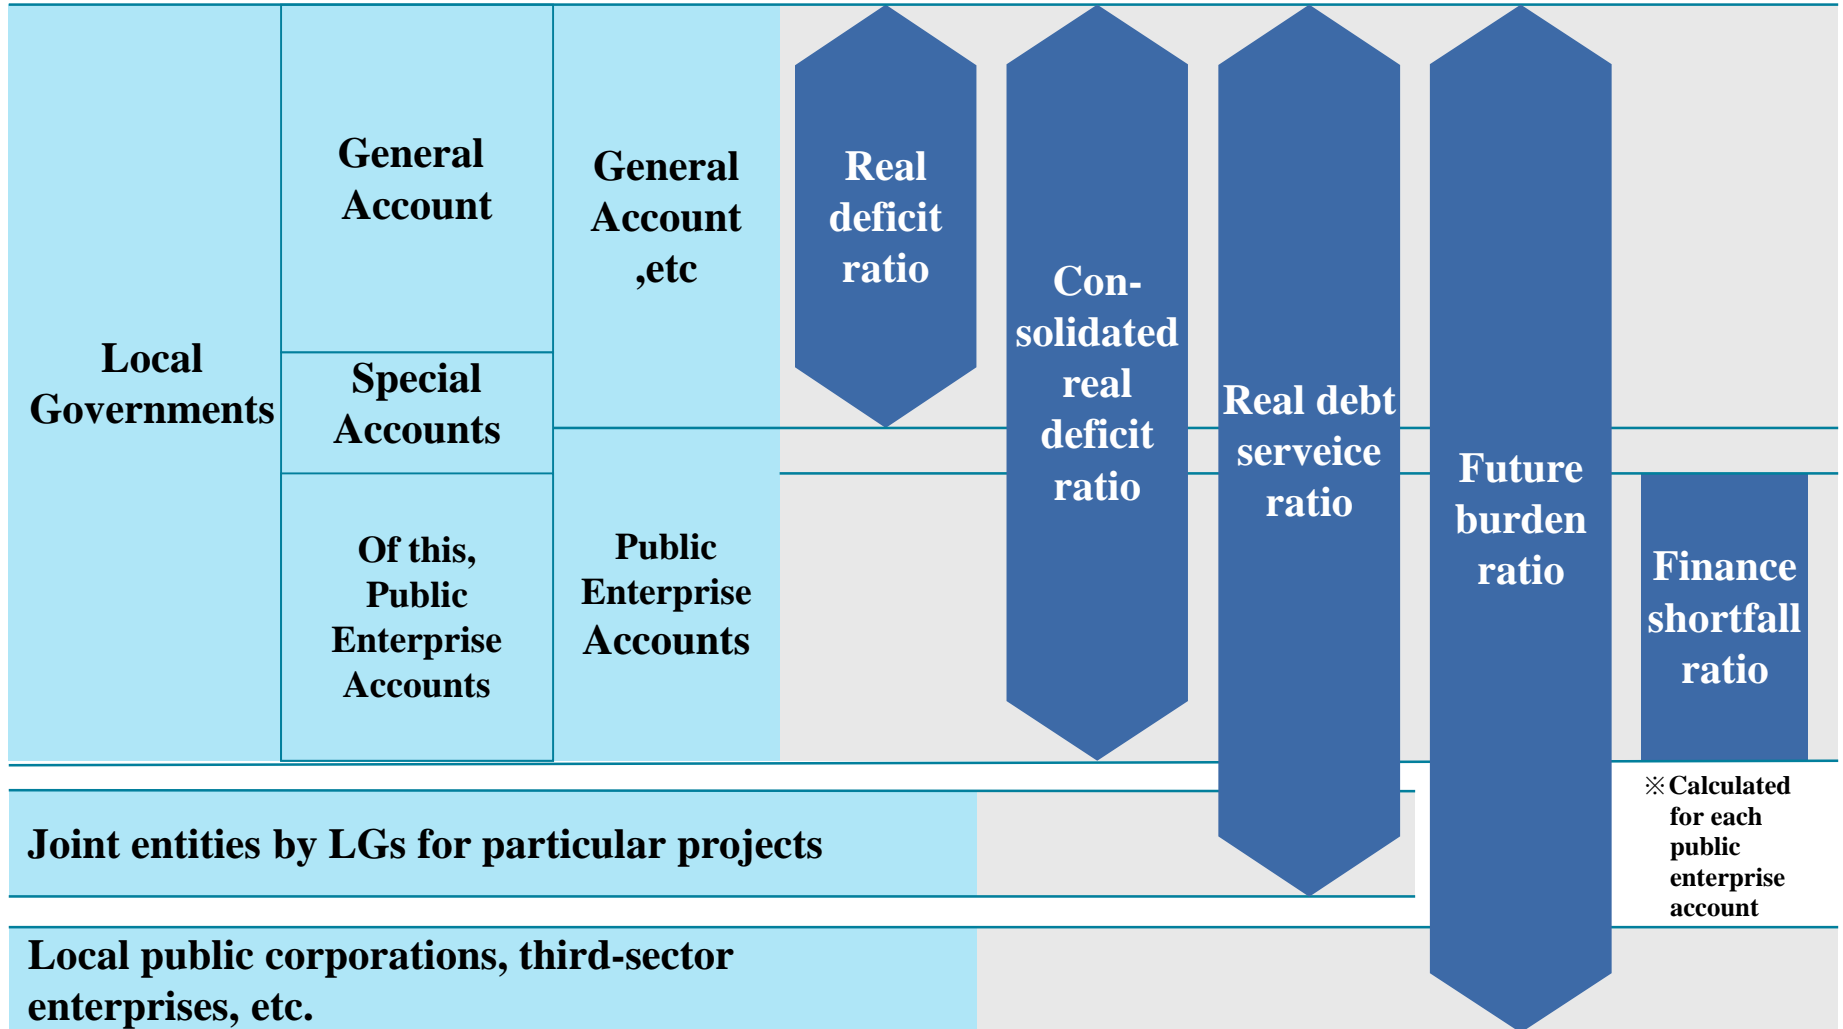 Local
Governments
General
Account
Special
Accounts
Of this,
Public
Enterprise
Accounts
General
Account
,etc
Public
Enterprise
Accounts
Real
deficit
ratio
Con-
solidated
real
deficit
ratio
Real debt
serveice
ratio
Future
burden
ratio
Finance
shortfall
ratio
※Calculated
for each
public
enterprise
account
Joint entities by LGs for particular projects
Local public corporations, third-sector
enterprises, etc.